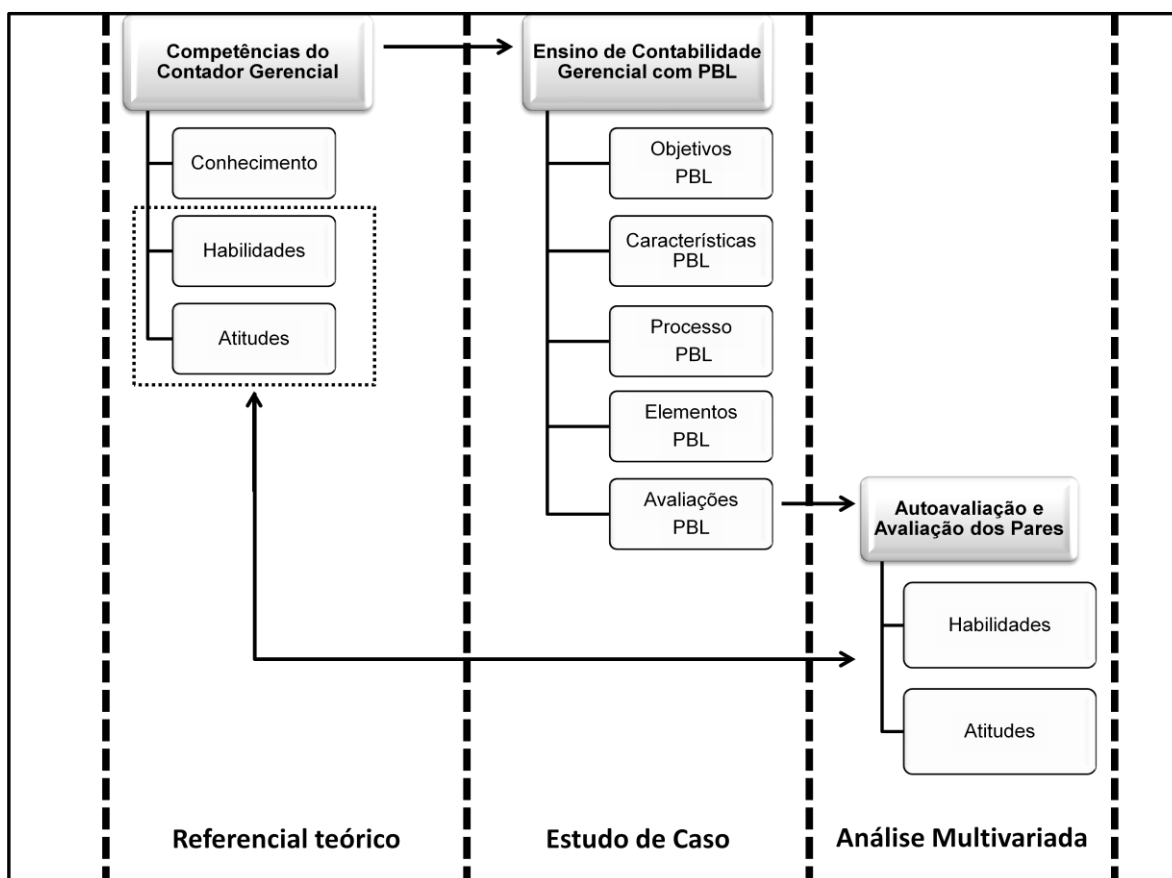 Competências do
Contador Gerencial
Conhecimento
Habilidades
Atitudes
Ensino de Contabilidade
Gerencial com PBL
Objetivos
PBL
Características
PBL
Processo
PBL
Elementos
PBL
Avaliações
PBL
Autoavaliação e
Avaliação dos Pares
Habilidades
Atitudes
Referencial teórico
Estudo de Caso
Análise Multivariada